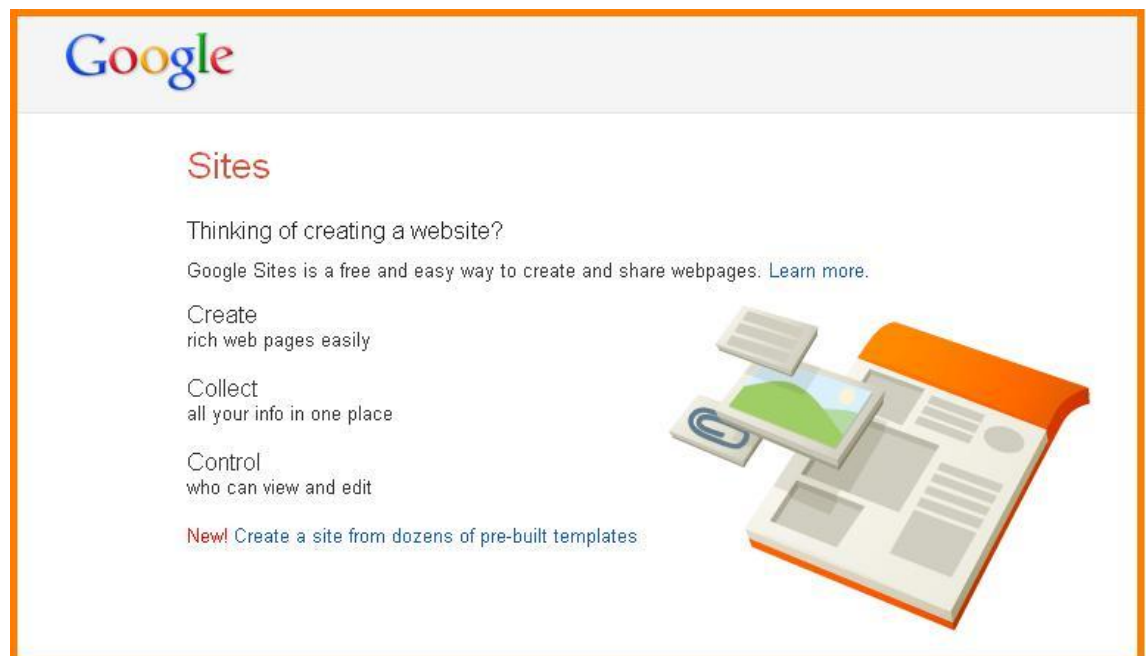 Google
Sites
Thinking of creating a website?
Google Sites is a free and easy way to create and share webpages. Learn more.
Create
rich web pages easily
Collect
all your info in one place
Control
who can view and edit
New! Create a site from dozens of pre-built templates